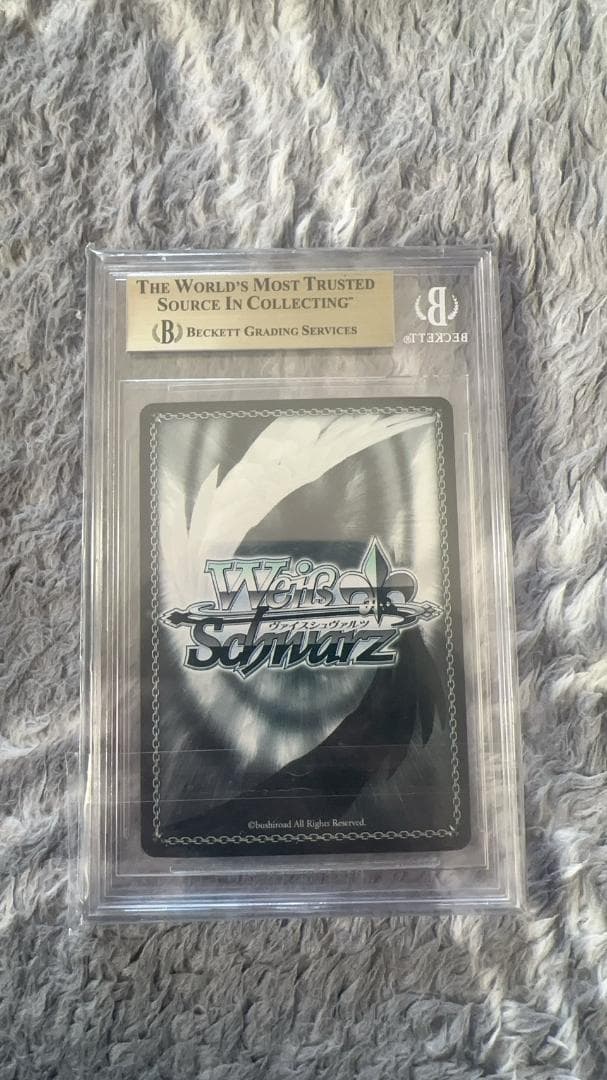 THE WORLD'S MOST TRUSTED
SOURCE IN COLLECTING™
B BECKETT GRADING SERVICES
B
BECKETT®
Weiß
ヴァイスシュヴァルツ
Schwarz
©bushiroad All Rights Reserved.